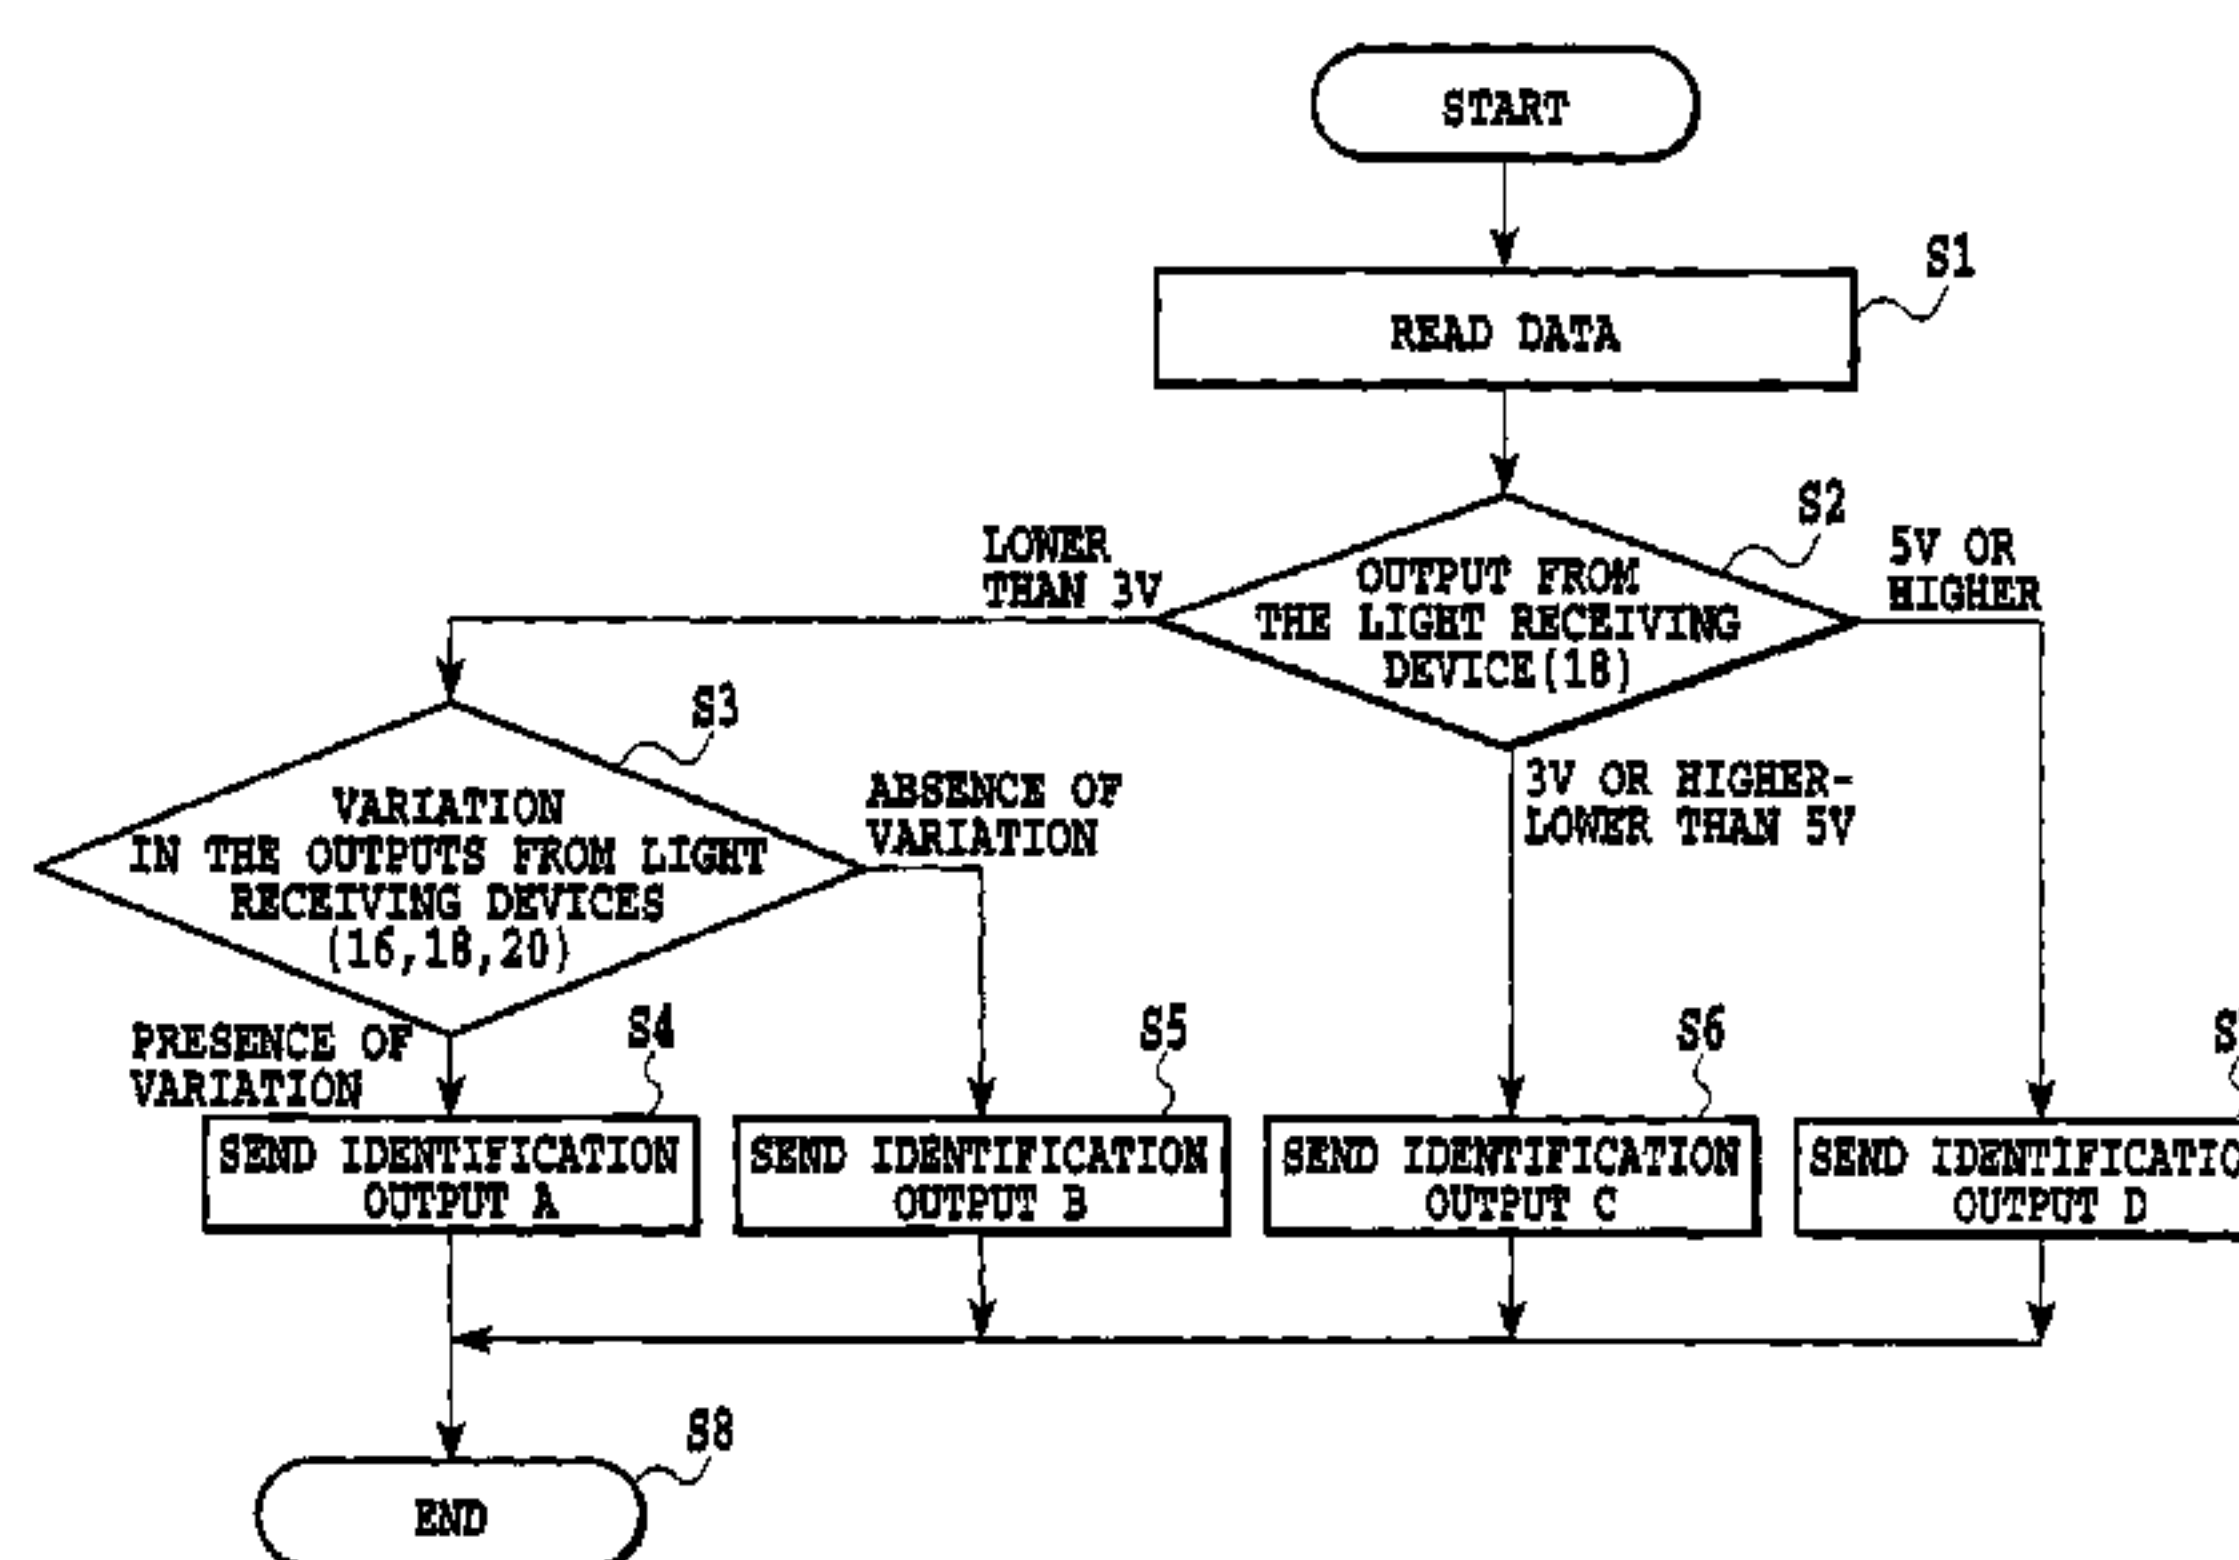 START
S1
READ DATA
S2
LOWER
THAN 3V
OUTPUT FROM
THE LIGHT RECEIVING
DEVICE(18)
5V OR
HIGHER
S3
VARIATION
IN THE OUTPUTS FROM LIGHT
RECEIVING DEVICES
(16,18,20)
ABSENCE OF
VARIATION
3V OR HIGHER-
LOWER THAN 5V
PRESENCE OF
VARIATION
S4
S5
S6
SEND IDENTIFICATION
OUTPUT A
SEND IDENTIFICATION
OUTPUT B
SEND IDENTIFICATION
OUTPUT C
SEND
OUTPUT D
S8
END